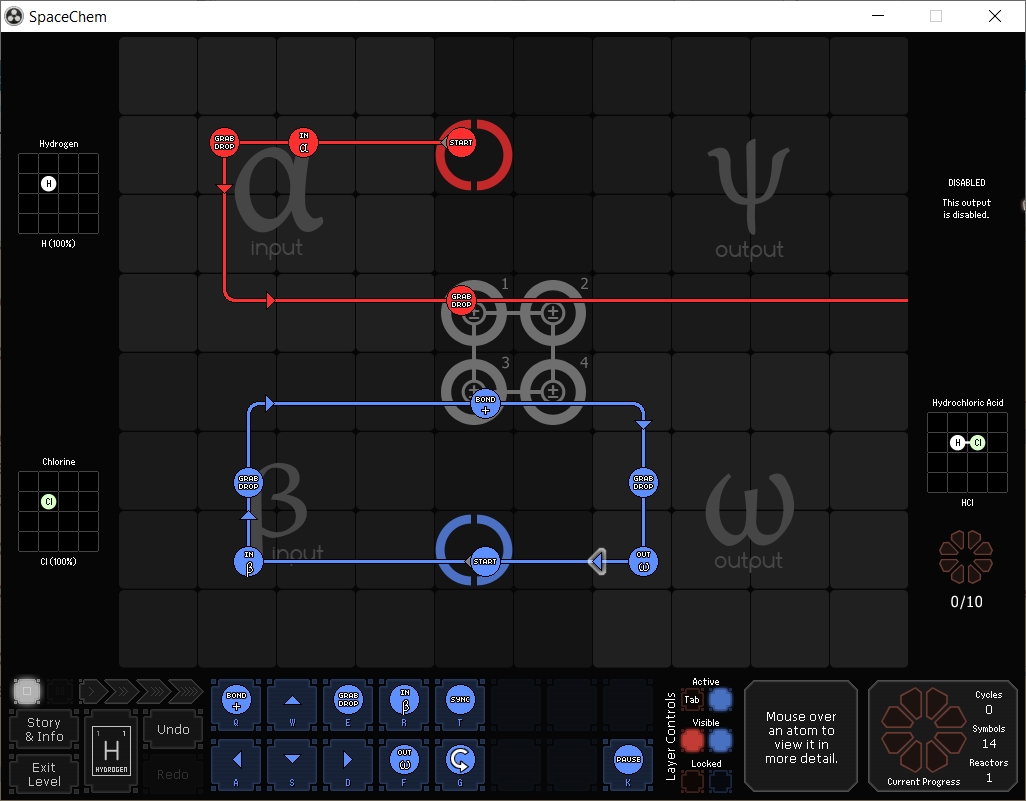 SpaceChem
Hydrogen
H
H (100%)
Chlorine
Cl
Cl (100%)
GRAB
DROP
IN
α
START
α
input
ψ
output
DISABLED
This output
is disabled.
GRAB
DROP
1
2
3
4
±
±
±
±
BOND
+
GRAB
DROP
GRAB
DROP
β
input
IN
β
START
OUT
(ω)
ω
output
Hydrochloric Acid
H Cl
HCl
0/10
Story
& Info
Exit
Level
1 1
H
HYDROGEN
Undo
Redo
BOND
+
Q
W
GRAB
DROP
E
IN
β
R
SYNC
T
A
S
D
OUT
(ω)
F
G
PAUSE
K
Layer Controls
Active
Tab
Visible
Locked
Mouse over
an atom to
view it in
more detail.
Cycles
0
Symbols
14
Reactors
1
Current Progress